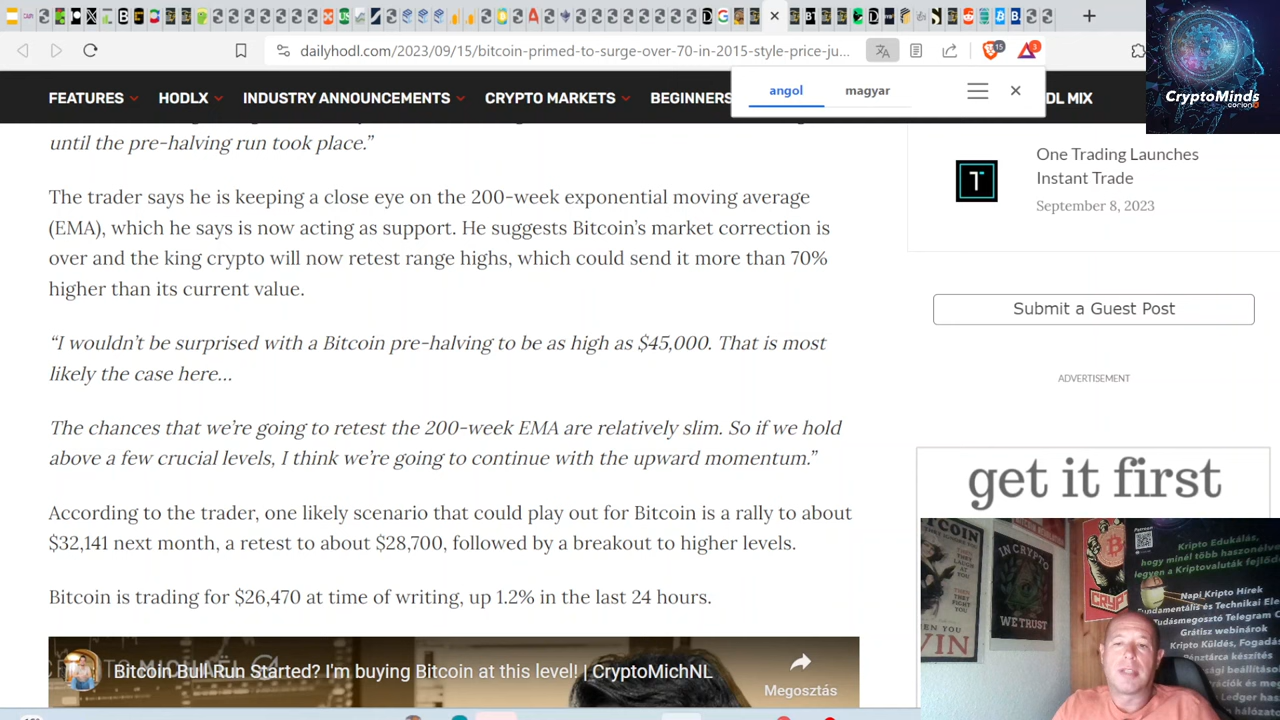 dailyhodl.com/2023/09/15/bitcoin-primed-to-surge-over-70-in-2015-style-price-ju...
15
3
angol
magyar
FEATURES
HODLX
INDUSTRY ANNOUNCEMENTS
CRYPTO MARKETS
BEGINNERS
DL MIX
CryptoMinds
corion
until the pre-halving run took place.”
The trader says he is keeping a close eye on the 200-week exponential moving average
(EMA), which he says is now acting as support. He suggests Bitcoin’s market correction is
over and the king crypto will now retest range highs, which could send it more than 70%
higher than its current value.
“I wouldn’t be surprised with a Bitcoin pre-halving to be as high as $45,000. That is most
likely the case here…
The chances that we’re going to retest the 200-week EMA are relatively slim. So if we hold
above a few crucial levels, I think we’re going to continue with the upward momentum.”
According to the trader, one likely scenario that could play out for Bitcoin is a rally to about
$32,141 next month, a retest to about $28,700, followed by a breakout to higher levels.
Bitcoin is trading for $26,470 at time of writing, up 1.2% in the last 24 hours.
Bitcoin Bull Run Started? I'm buying Bitcoin at this level! | CryptoMichNL
Megosztás
One Trading Launches
Instant Trade
September 8, 2023
Submit a Guest Post
ADVERTISEMENT
get it first
IN CRYPTO
WE TRUST
WIN
Kripto Edukálás,
hogy minél több
legyen a Kriptovaluták
Napi Kripto Hírek
Fundamentális és Technikai
Tudásmegosztó Telegram
Grátisz webinárok
Kripto Küldés, Fogadás
Pénztárca készítés